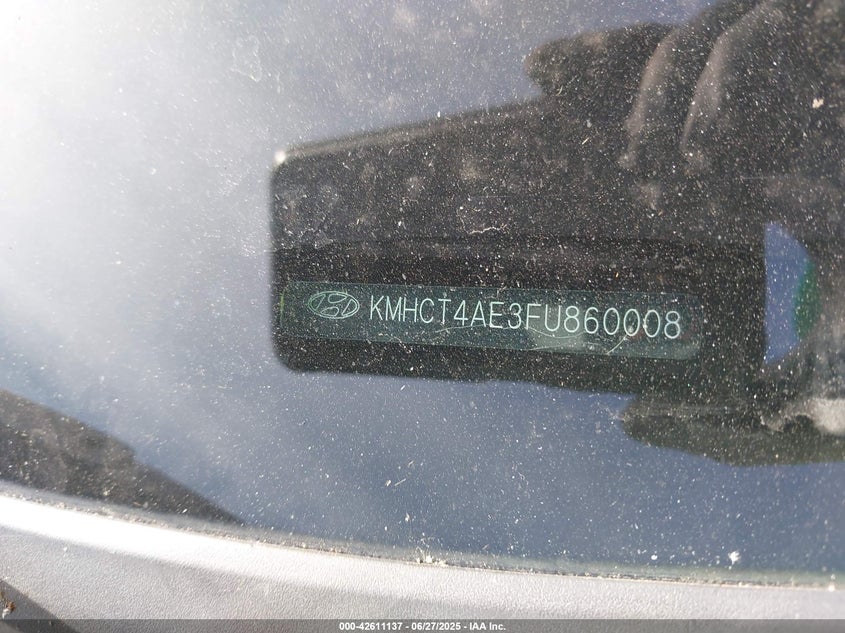 KMHCT4AE3FU860008
000-42611137 - 06/27/2025 - IAA Inc.